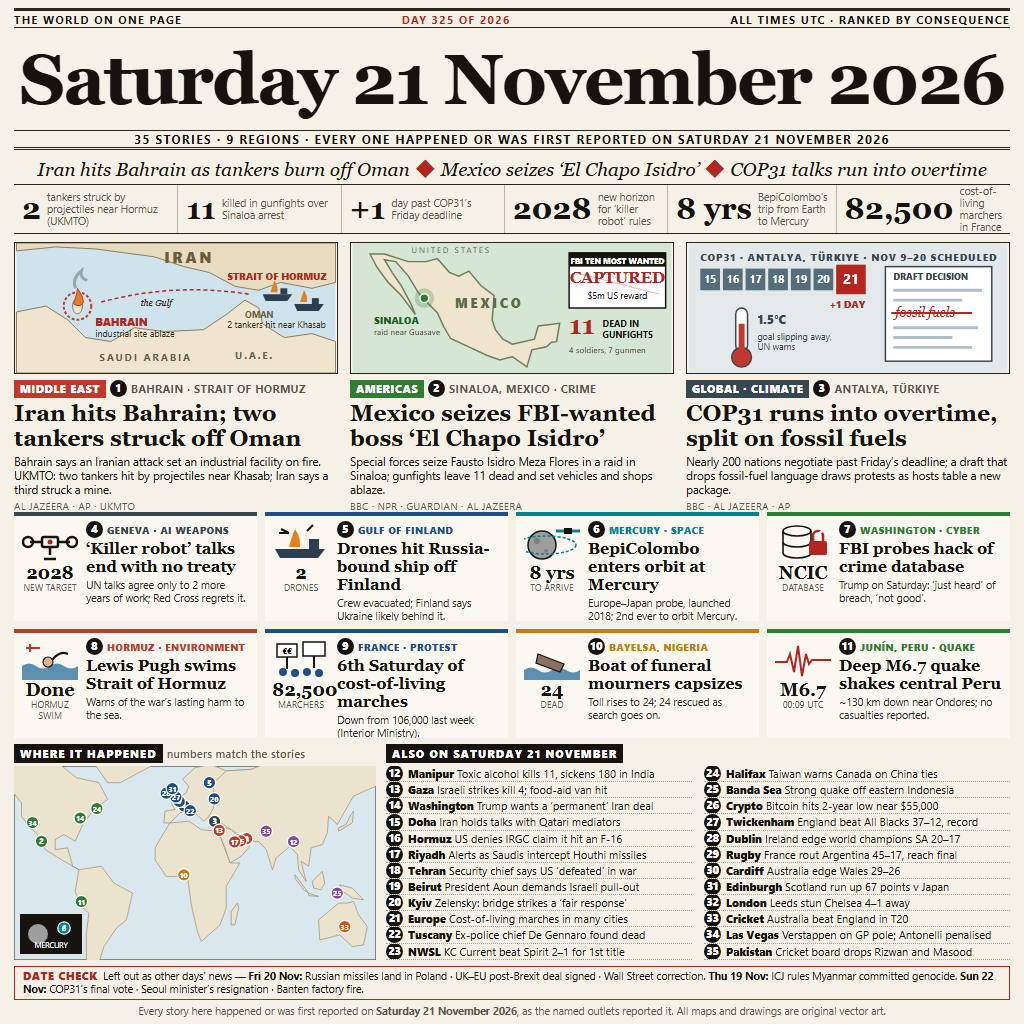 THE WORLD ON ONE PAGE
DAY 325 OF 2026
ALL TIMES UTC · RANKED BY CONSEQUENCE
Saturday 21 November 2026
35 STORIES · 9 REGIONS · EVERY ONE HAPPENED OR WAS FIRST REPORTED ON SATURDAY 21 NOVEMBER 2026
Iran hits Bahrain as tankers burn off Oman ◆ Mexico seizes ‘El Chapo Isidro’ ◆ COP31 talks run into overtime
2
tankers struck by
projectiles near Hormuz
(UKMTO)
11
killed in gunfights over
Sinaloa arrest
+1
day past COP31's
Friday deadline
2028
new horizon
for ‘killer
robot’ rules
8 yrs
BepiColombo's
trip from Earth
to Mercury
82,500
cost-of-
living
marchers
in France
IRAN
STRAIT OF HORMUZ
the Gulf
OMAN
2 tankers hit near Khasab
BAHRAIN
industrial site ablaze
SAUDI ARABIA
U.A.E.
UNITED STATES
MEXICO
SINALOA
raid near Guasave
FBI TEN MOST WANTED
CAPTURED
$5m US reward
11
DEAD IN
GUNFIGHTS
4 soldiers, 7 gunmen
COP31 · ANTALYA, TÜRKIYE · NOV 9–20 SCHEDULED
15 16 17 18 19 20 21
+1 DAY
1.5°C
goal slipping away,
UN warns
DRAFT DECISION
fossil fuels
MIDDLE EAST 1 BAHRAIN · STRAIT OF HORMUZ
Iran hits Bahrain; two
tankers struck off Oman
Bahrain says an Iranian attack set an industrial facility on fire.
UKMTO: two tankers hit by projectiles near Khasab; Iran says a
third struck a mine.
AL JAZEERA · AP · UKMTO
AMERICAS 2 SINALOA, MEXICO · CRIME
Mexico seizes FBI-wanted
boss ‘El Chapo Isidro’
Special forces seize Fausto Isidro Meza Flores in a raid in
Sinaloa; gunfights leave 11 dead and set vehicles and shops
ablaze.
BBC · NPR · GUARDIAN · AL JAZEERA
GLOBAL · CLIMATE 3 ANTALYA, TÜRKIYE
COP31 runs into overtime,
split on fossil fuels
Nearly 200 nations negotiate past Friday's deadline; a draft that
drops fossil-fuel language draws protests as hosts table a new
package.
BBC · AL JAZEERA · AP
2028
NEW TARGET
4 GENEVA · AI WEAPONS
‘Killer robot’ talks
end with no treaty
UN talks agree only to 2 more
years of work; Red Cross regrets it.
2
DRONES
5 GULF OF FINLAND
Drones hit Russia-
bound ship off
Finland
Crew evacuated; Finland says
Ukraine likely behind it.
8 yrs
TO ARRIVE
6 MERCURY · SPACE
BepiColombo
enters orbit at
Mercury
Europe–Japan probe, launched
2018; 2nd ever to orbit Mercury.
NCIC
DATABASE
7 WASHINGTON · CYBER
FBI probes hack of
crime database
Trump on Saturday: ‘just heard’ of
breach, ‘not good’.
Done
HORMUZ
SWIM
8 HORMUZ · ENVIRONMENT
Lewis Pugh swims
Strait of Hormuz
Warns of the war's lasting harm to
the sea.
€€
82,500
MARCHERS
9 FRANCE · PROTEST
6th Saturday of
cost-of-living
marches
Down from 106,000 last week
(Interior Ministry).
24
DEAD
10 BAYELSA, NIGERIA
Boat of funeral
mourners capsizes
Toll rises to 24; 24 rescued as
search goes on.
M6.7
00:09 UTC
11 JUNÍN, PERU · QUAKE
Deep M6.7 quake
shakes central Peru
~130 km down near Ondores; no
casualties reported.
WHERE IT HAPPENED numbers match the stories
5
31
27
22
20
3
13
17
35
12
24
14
34
2
10
11
25
33
6
MERCURY
ALSO ON SATURDAY 21 NOVEMBER
12 Manipur Toxic alcohol kills 11, sickens 180 in India
13 Gaza Israeli strikes kill 4; food-aid van hit
14 Washington Trump wants a ‘permanent’ Iran deal
15 Doha Iran holds talks with Qatari mediators
16 Hormuz US denies IRGC claim it hit an F-16
17 Riyadh Alerts as Saudis intercept Houthi missiles
18 Tehran Security chief says US ‘defeated’ in war
19 Beirut President Aoun demands Israeli pull-out
20 Kyiv Zelensky: bridge strikes a ‘fair response’
21 Europe Cost-of-living marches in many cities
22 Tuscany Ex-police chief De Gennaro found dead
23 NWSL KC Current beat Spirit 2–1 for 1st title
24 Halifax Taiwan warns Canada on China ties
25 Banda Sea Strong quake off eastern Indonesia
26 Crypto Bitcoin hits 2-year low near $55,000
27 Twickenham England beat All Blacks 37–12, record
28 Dublin Ireland edge world champions SA 20–17
29 Rugby France rout Argentina 45–17, reach final
30 Cardiff Australia edge Wales 29–26
31 Edinburgh Scotland run up 67 points v Japan
32 London Leeds stun Chelsea 4–1 away
33 Cricket Australia beat England in T20
34 Las Vegas Verstappen on GP pole; Antonelli penalised
35 Pakistan Cricket board drops Rizwan and Masood
DATE CHECK Left out as other days' news — Fri 20 Nov: Russian missiles land in Poland · UK–EU post-Brexit deal signed · Wall Street correction. Thu 19 Nov: ICJ rules Myanmar committed genocide. Sun 22
Nov: COP31's final vote · Seoul minister's resignation · Banten factory fire.
Every story here happened or was first reported on Saturday 21 November 2026, as the named outlets reported it. All maps and drawings are original vector art.